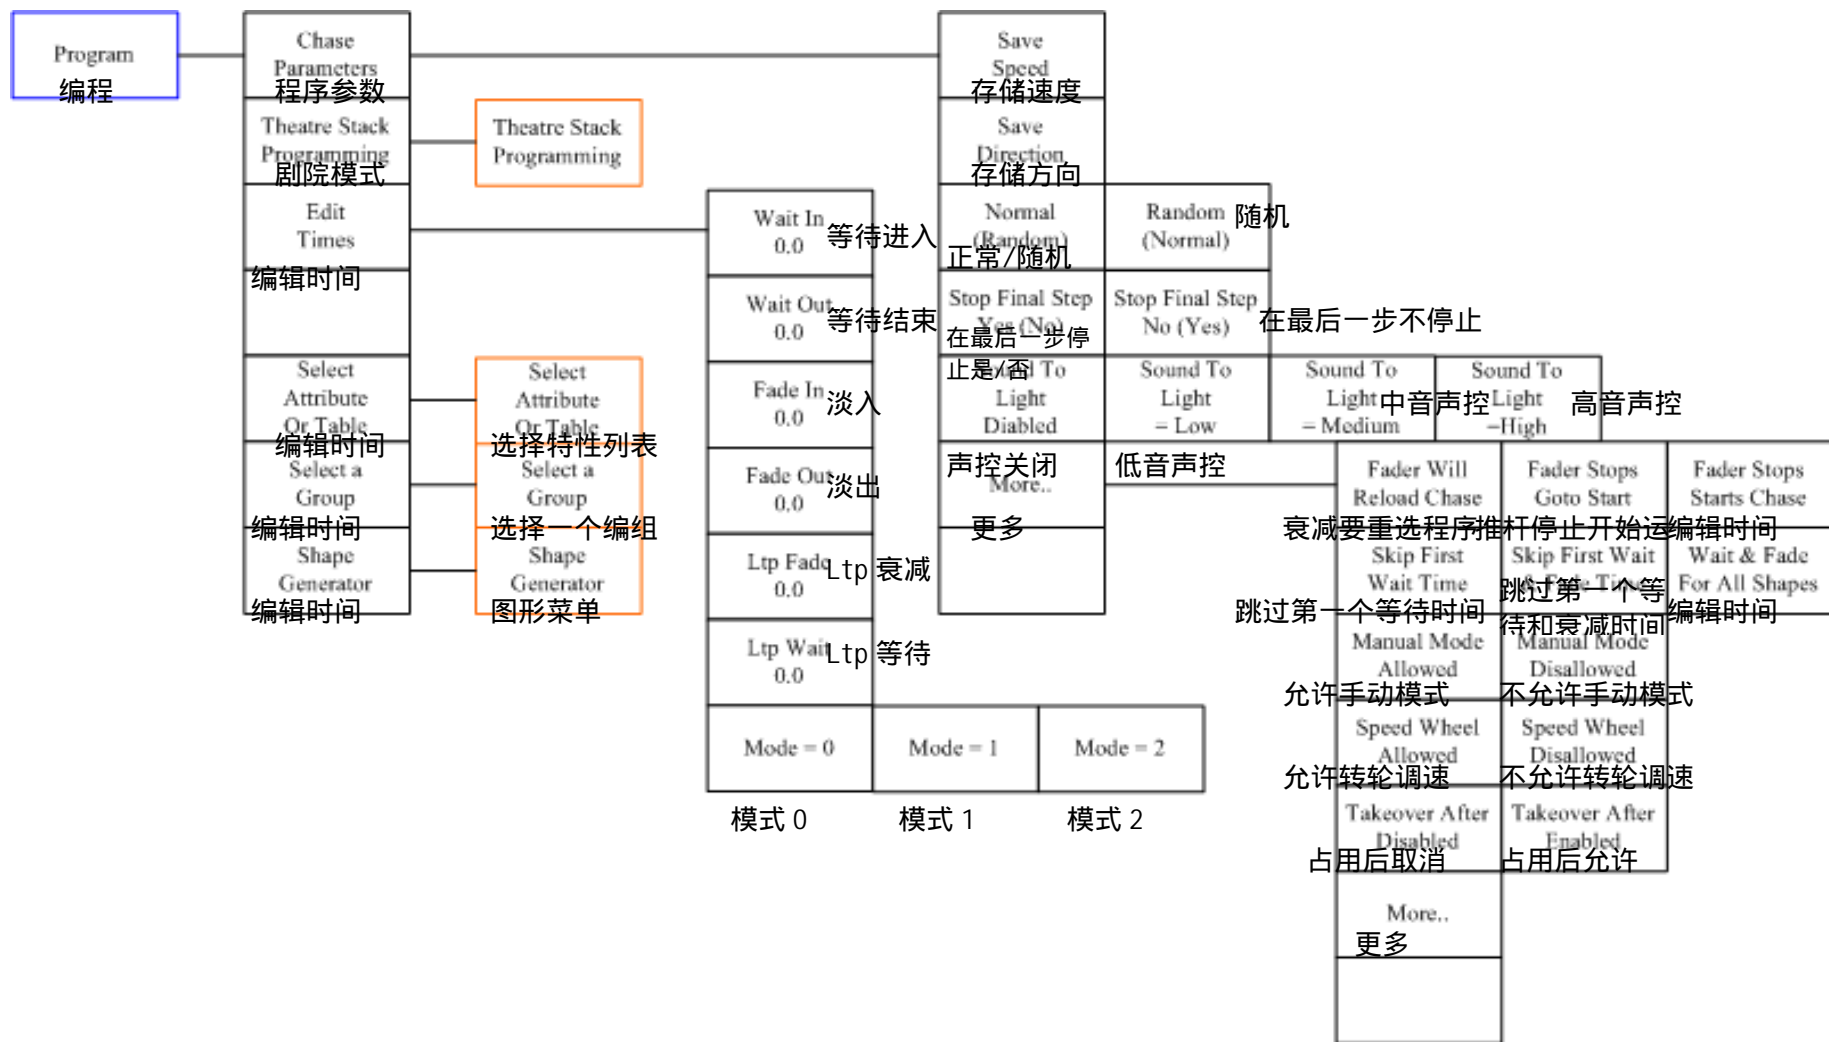 Program
编程
Chase
Parameters
程序参数
Theatre Stack
Programming
剧院模式
Edit
Times
编辑时间
Select
Attribute
Or Table
编辑时间
Select a
Group
编辑时间
Shape
Generator
编辑时间
Theatre Stack
Programming
Select
Attribute
Or Table
选择特性列表
Select a
Group
选择一个编组
Shape
Generator
图形菜单
Wait In
0.0
等待进入
Wait Out
0.0
等待结束
Fade In
0.0
淡入
Fade Out
0.0
淡出
Ltp Fade
0.0
Ltp 衰减
Ltp Wait
0.0
Ltp 等待
Mode = 0
Mode = 1
Mode = 2
模式 0
模式 1
模式 2
Save
Speed
存储速度
Save
Direction
存储方向
Normal
(Random)
正常/随机
Random
(Normal)
随机
Stop Final Step
Yes (No)
在最后一步停
止是/否
Stop Final Step
No (Yes)
在最后一步不停止
Sound To
Light
Diabled
声控关闭
Sound To
Light
= Low
低音声控
Sound To
Light
= Medium
中音声控
Sound To
Light
=High
高音声控
More..
更多
Fader Will
Reload Chase
衰减要重选程序
Fader Stops
Goto Start
推杆停止开始运
Fader Stops
Starts Chase
编辑时间
Skip First
Wait Time
跳过第一个等待时间
Skip First Wait
& Fade Time
跳过第一个等
待和衰减时间
Wait & Fade
For All Shapes
编辑时间
Manual Mode
Allowed
允许手动模式
Manual Mode
Disallowed
不允许手动模式
Speed Wheel
Allowed
允许转轮调速
Speed Wheel
Disallowed
不允许转轮调速
Takeover After
Disabled
占用后取消
Takeover After
Enabled
占用后允许
More..
更多